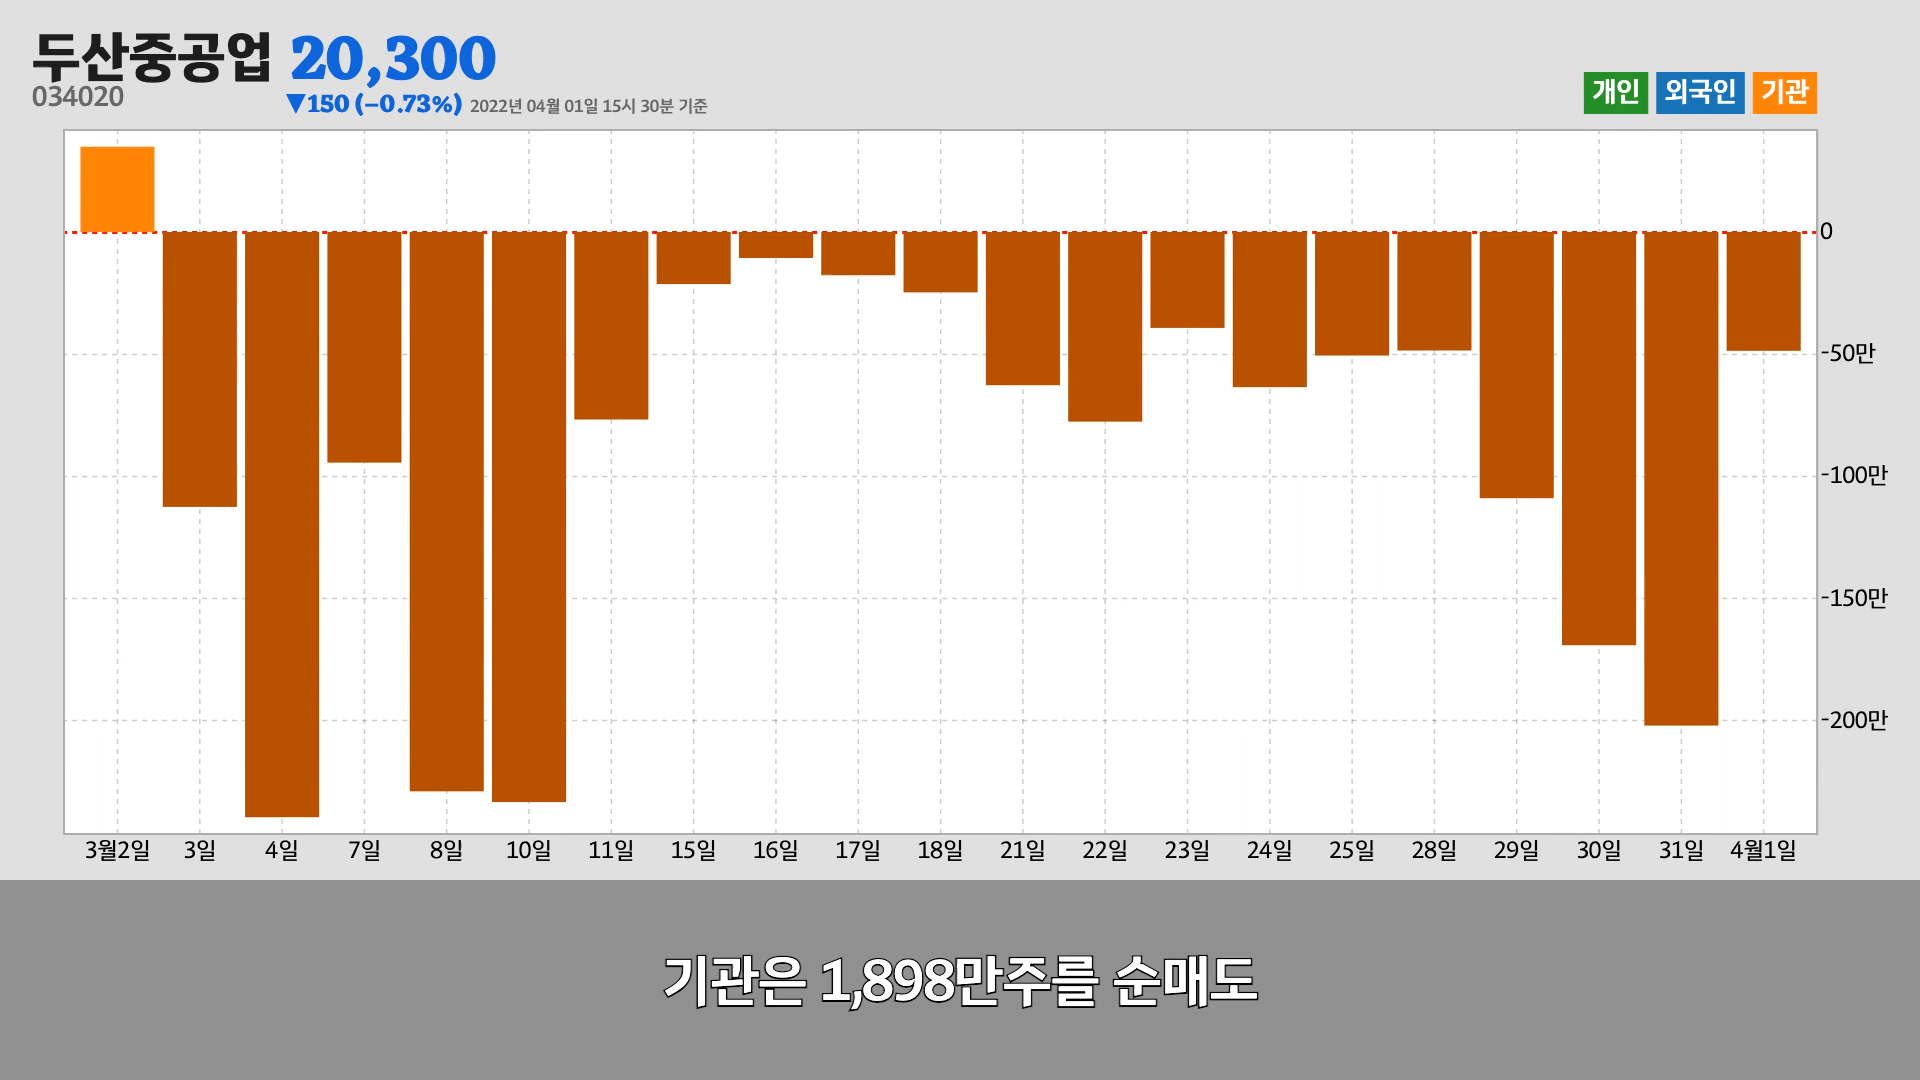 두산중공업 20,300
034020 ▼150 (−0.73%) 2022년 04월 01일 15시 30분 기준
개인 외국인 기관
0
-50만
-100만
-150만
-200만
3월2일 3일 4일 7일 8일 10일 11일 15일 16일 17일 18일 21일 22일 23일 24일 25일 28일 29일 30일 31일 4월1일
기관은 1,898만주를 순매도